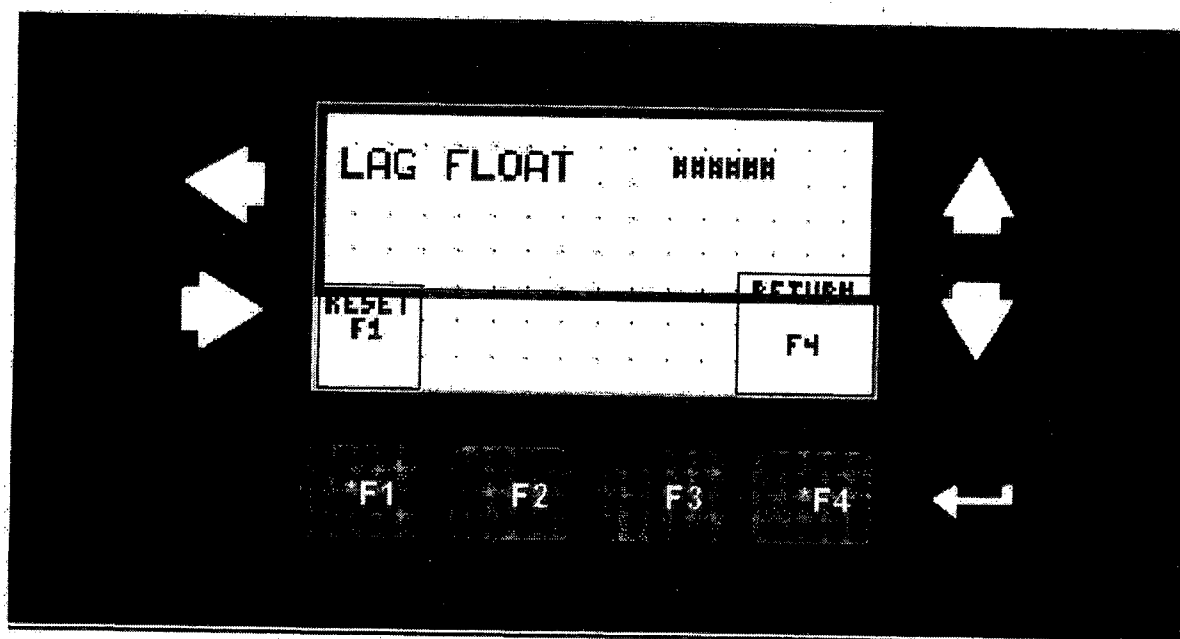 LAG FLOAT ######
RESET
F1
RETURN
F4
*F1 *F2 F3 *F4